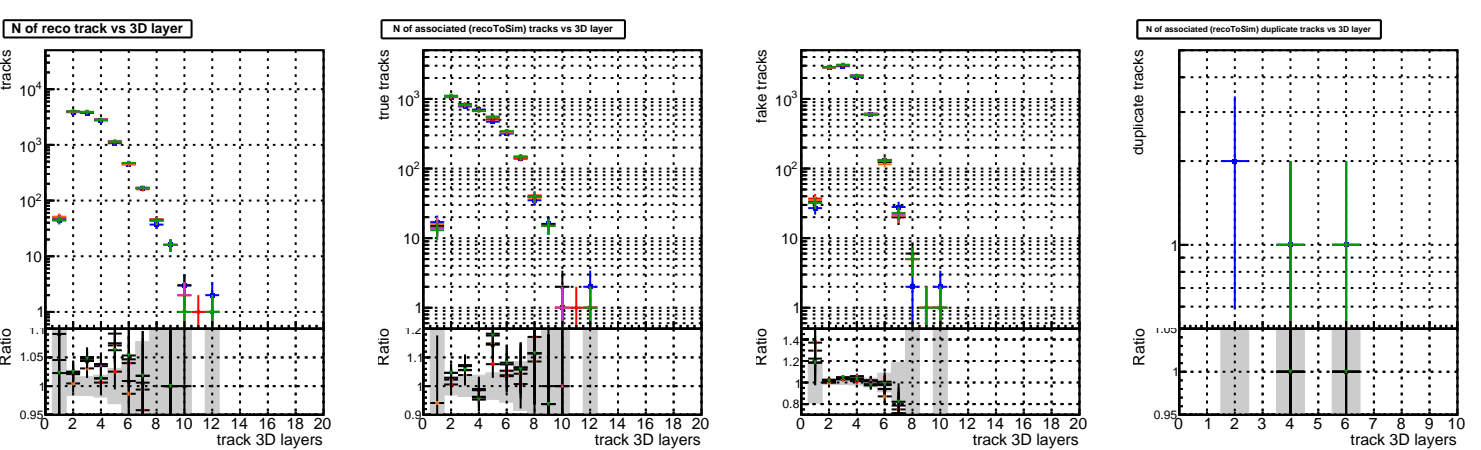 N of reco track vs 3D layer
tracks
10^4
10^3
10^2
10
1
Ratio
1.1
1.05
1
0.95
0 2 4 6 8 10 12 14 16 18 20
track 3D layers
N of associated (recoToSim) tracks vs 3D layer
true tracks
10^3
10^2
10
1
Ratio
1.2
1.1
1
0.9
0 2 4 6 8 10 12 14 16 18 20
track 3D layers
fake tracks
10^3
10^2
10
1
Ratio
1.4
1.2
1.0
0.8
0 2 4 6 8 10 12 14 16 18 20
track 3D layers
N of associated (recoToSim) duplicate tracks vs 3D layer
duplicate tracks
1
Ratio
1.05
1
0.95
0 1 2 3 4 5 6 7 8 9 10
track 3D layers